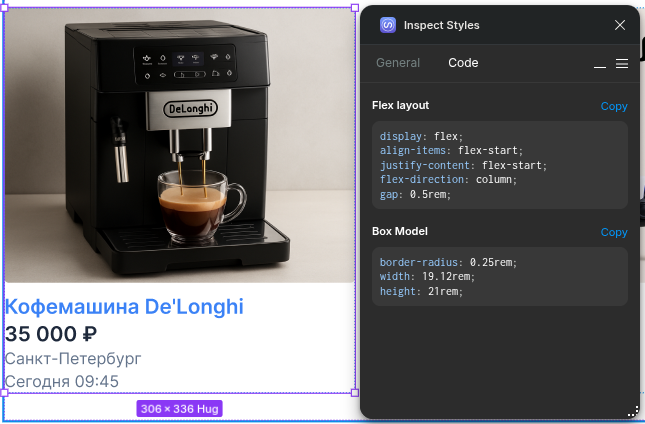 DeLonghi
Кофемашина De'Longhi
35 000 ₽
Санкт-Петербург
Сегодня 09:45
306 × 336 Hug
Inspect Styles
General
Code
Flex layout
Copy
display: flex;
align-items: flex-start;
justify-content: flex-start;
flex-direction: column;
gap: 0.5rem;
Box Model
Copy
border-radius: 0.25rem;
width: 19.12rem;
height: 21rem;